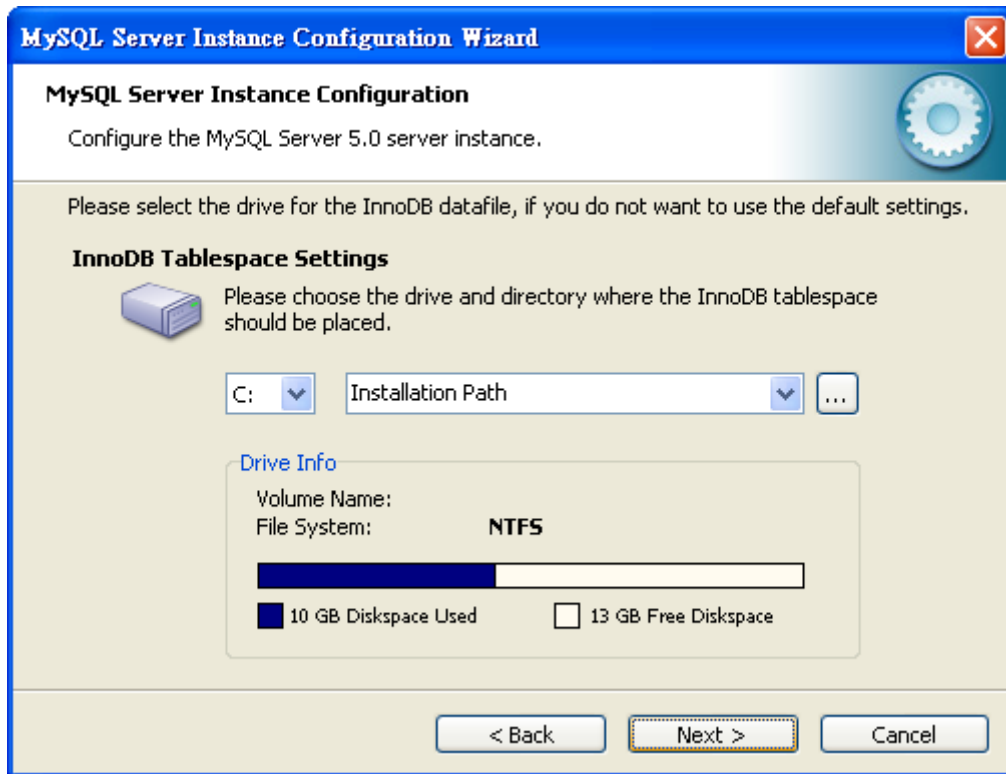 MySQL Server Instance Configuration Wizard
MySQL Server Instance Configuration
Configure the MySQL Server 5.0 server instance.
Please select the drive for the InnoDB datafile, if you do not want to use the default settings.
InnoDB Tablespace Settings
Please choose the drive and directory where the InnoDB tablespace
should be placed.
C: Installation Path ...
Drive Info
Volume Name:
File System: NTFS
10 GB Diskspace Used 13 GB Free Diskspace
< Back Next > Cancel